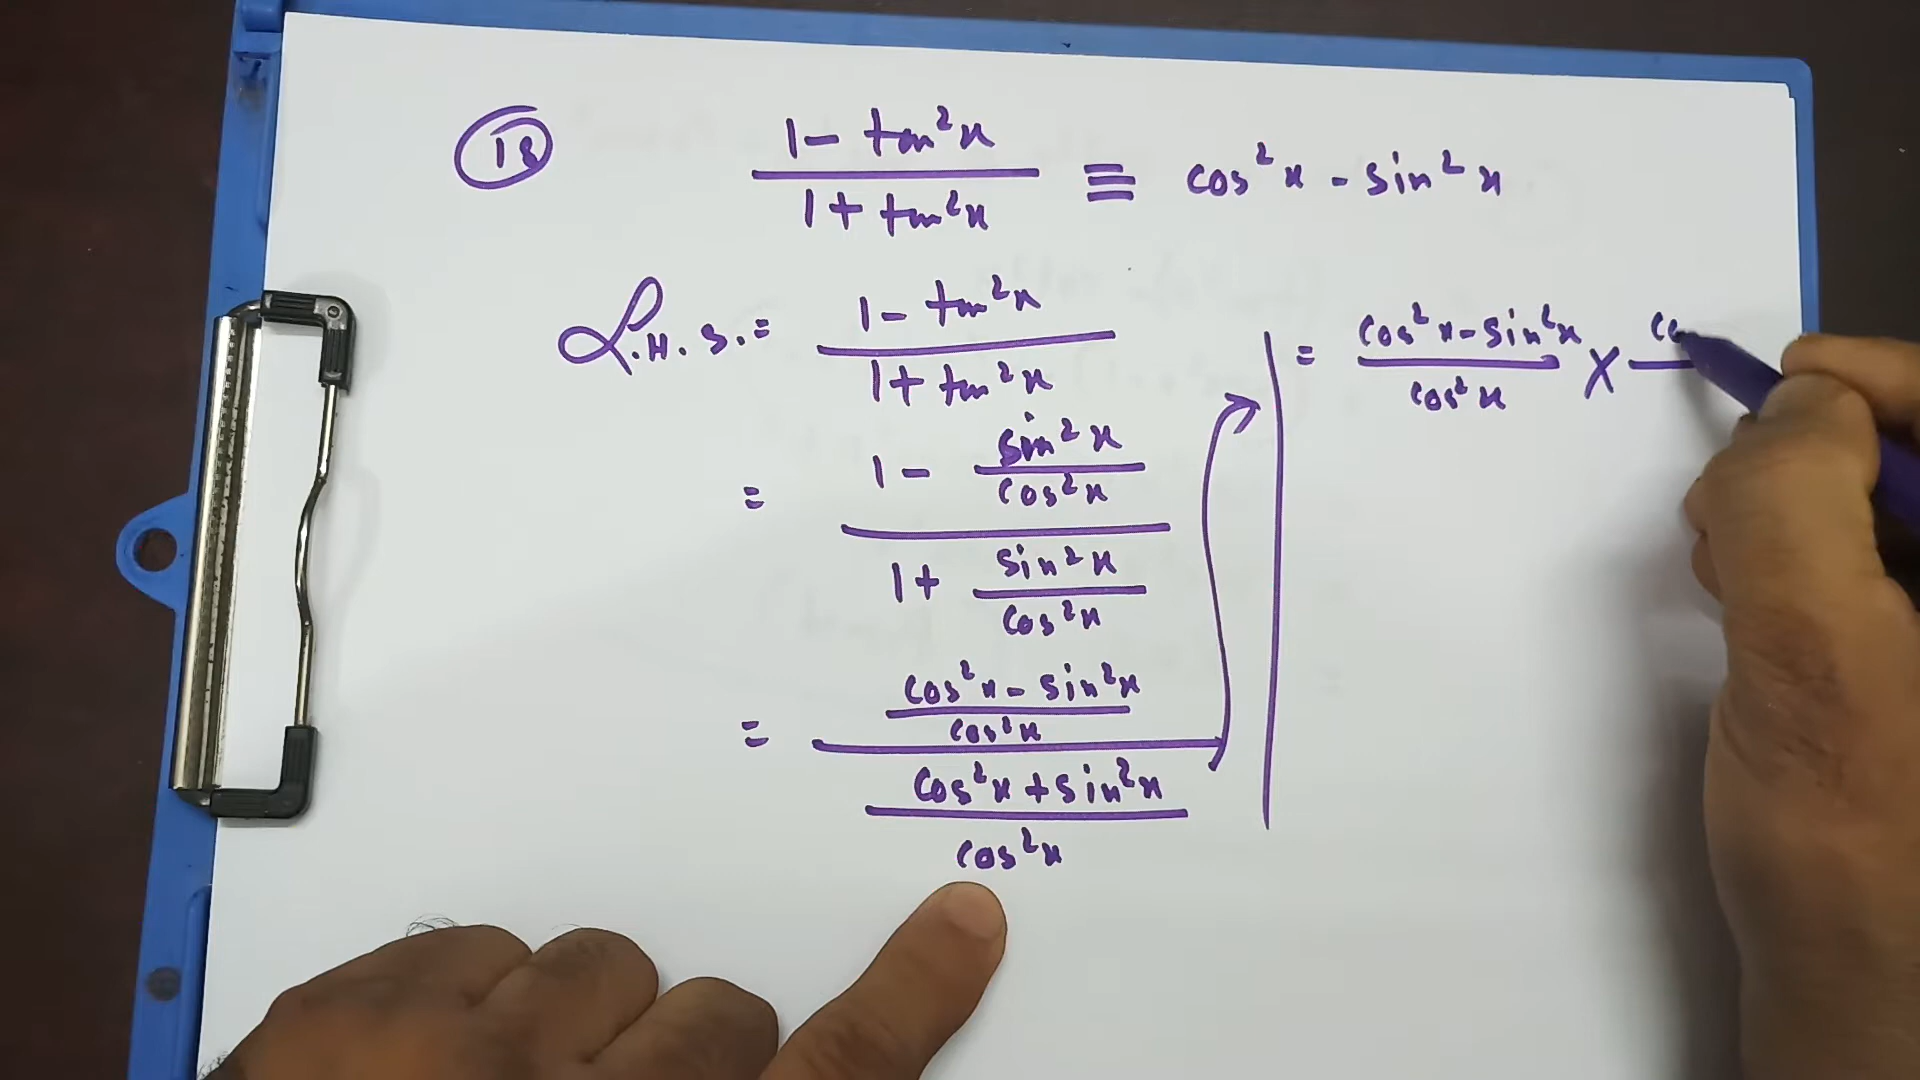 18
1 - tan²x / 1 + tan²x ≡ cos²x - sin²x
L.H.S. = 1 - tan²x / 1 + tan²x
= 1 - sin²x/cos²x / 1 + sin²x/cos²x
= cos²x - sin²x/cos²x / cos²x + sin²x/cos²x
= cos²x - sin²x / cos²x × co